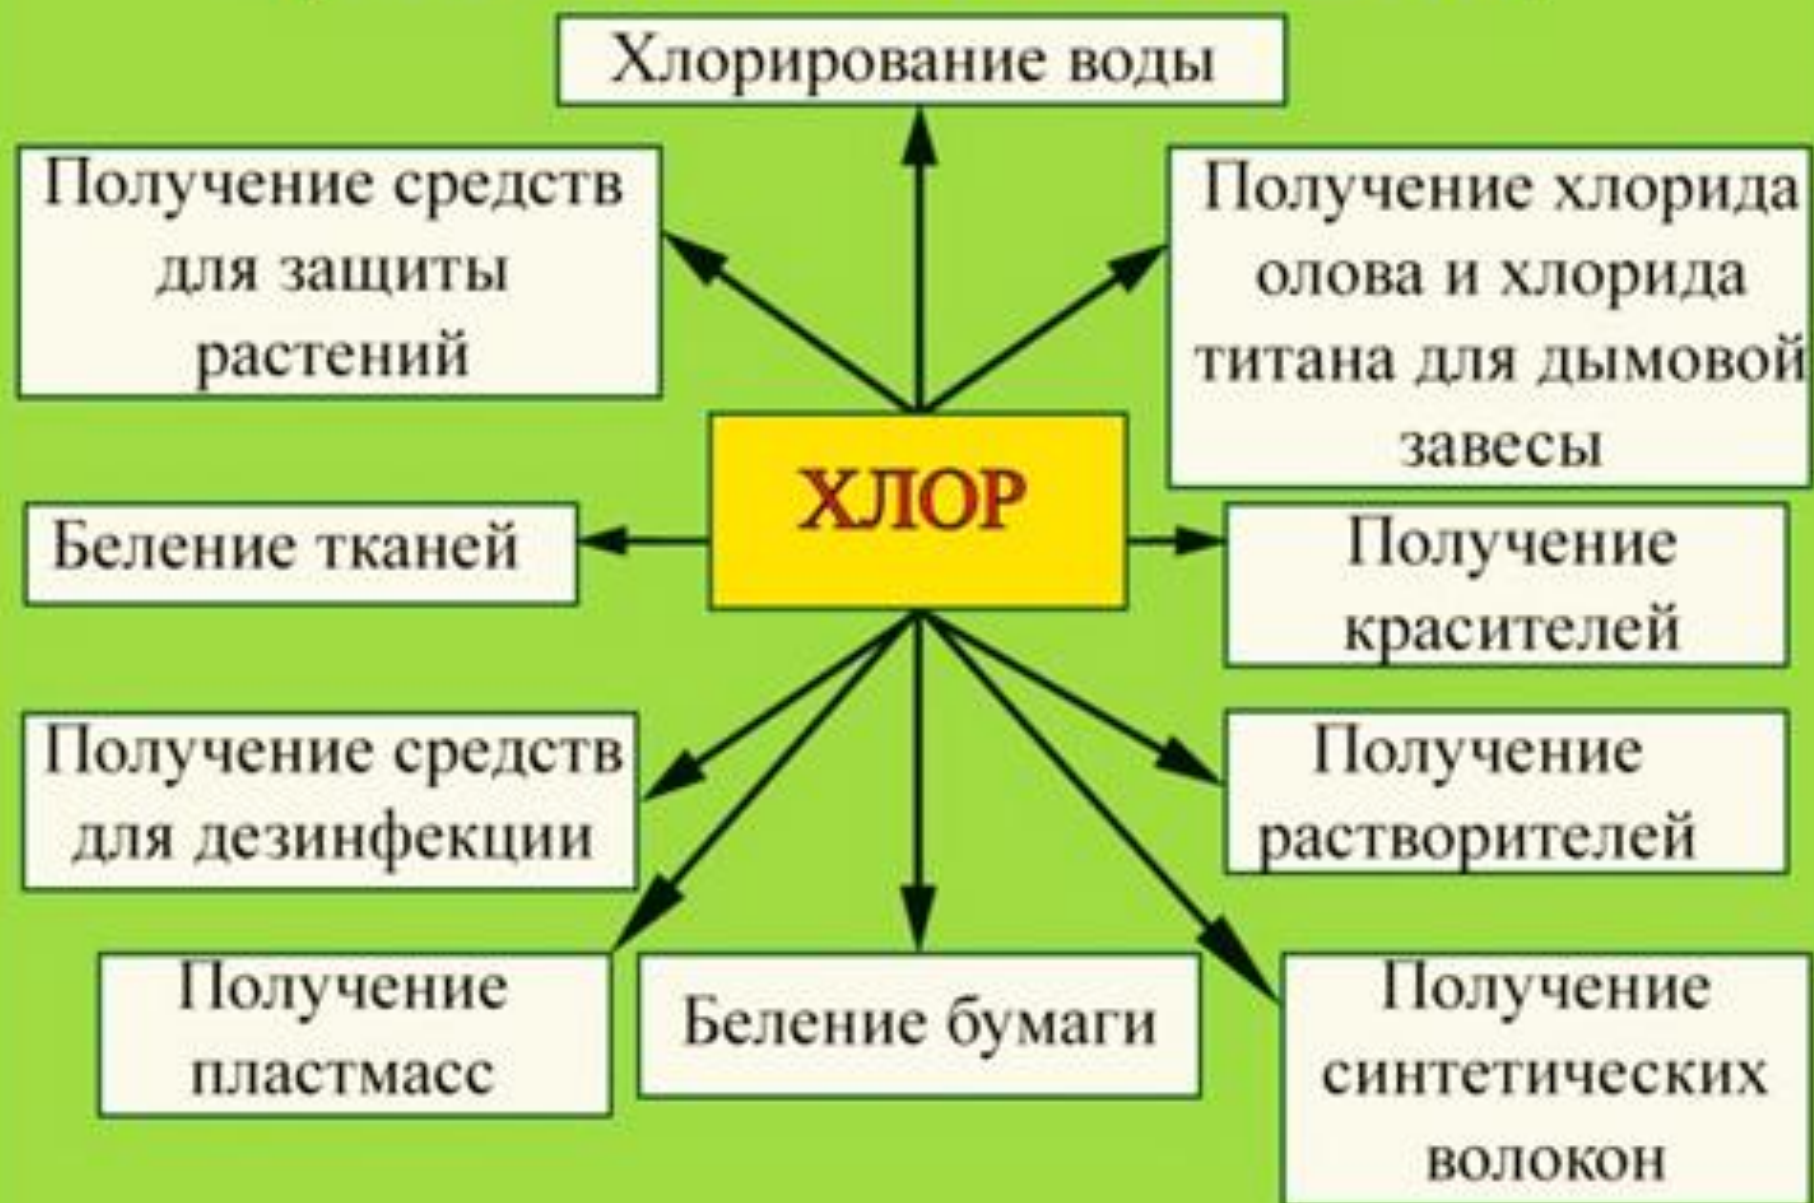 Хлорирование воды
Получение средств
для защиты
растений
Получение хлорида
олова и хлорида
титана для дымовой
завесы
ХЛОР
Беление тканей
Получение
красителей
Получение средств
для дезинфекции
Получение
растворителей
Получение
пластмасс
Беление бумаги
Получение
синтетических
волокон